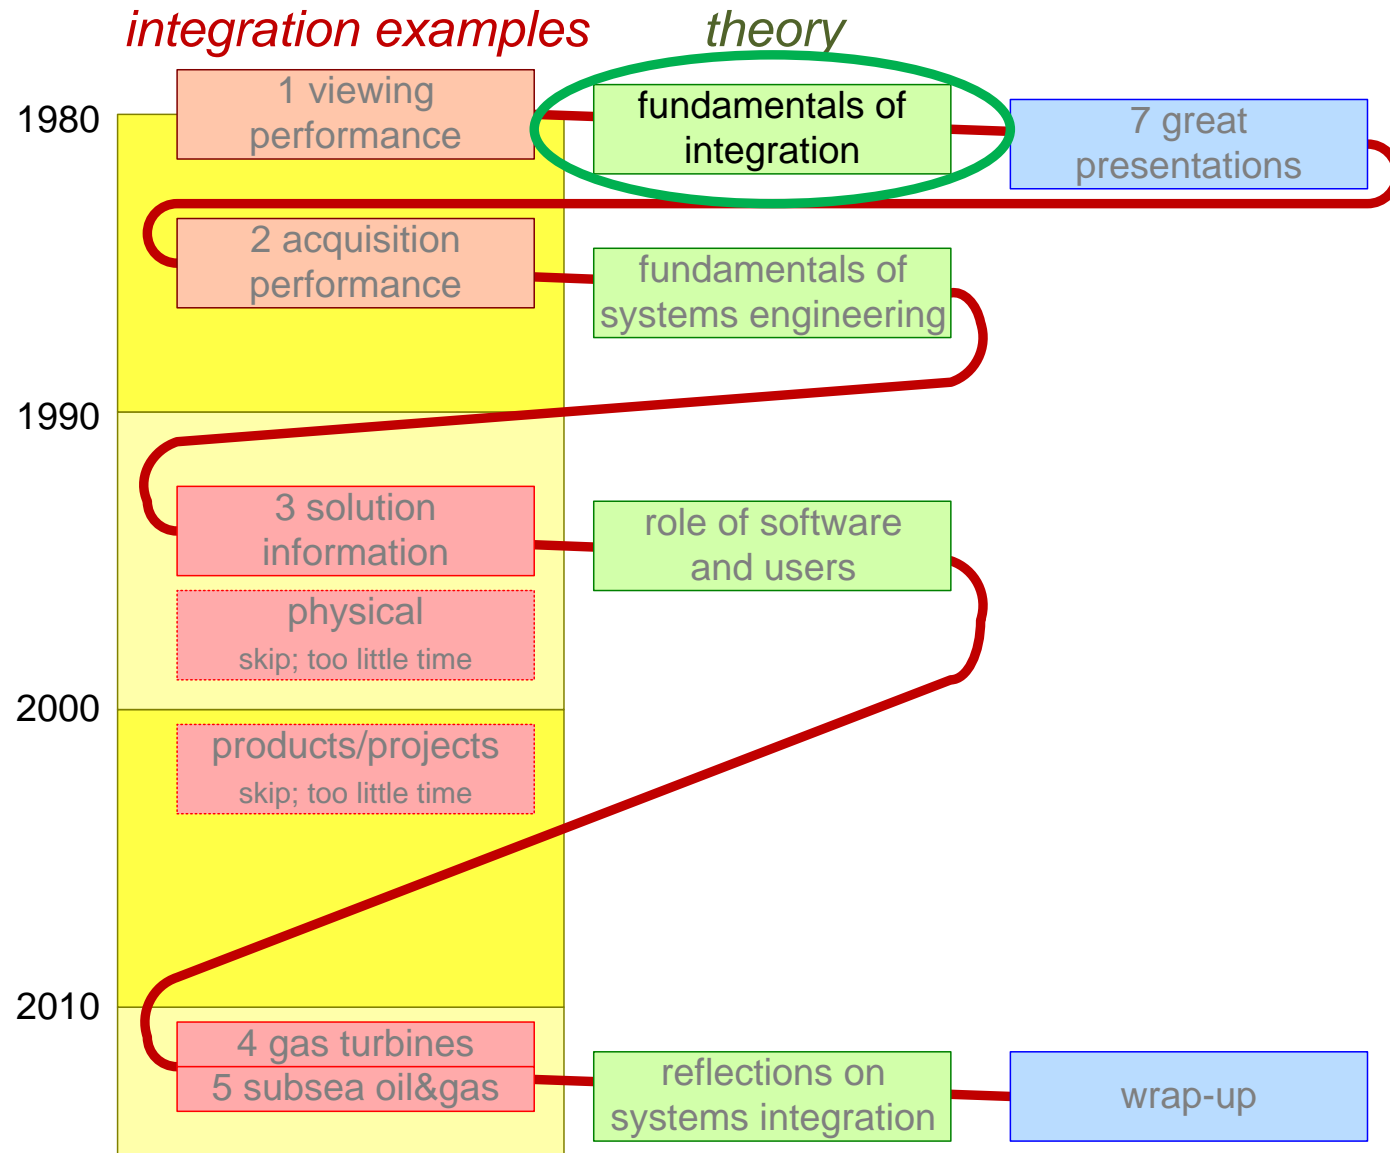 integration examples
theory
1980
1 viewing
performance
fundamentals of
integration
7 great
presentations
2 acquisition
performance
fundamentals of
systems engineering
1990
3 solution
information
role of software
and users
physical
skip; too little time
2000
products/projects
skip; too little time
2010
4 gas turbines
5 subsea oil&gas
reflections on
systems integration
wrap-up